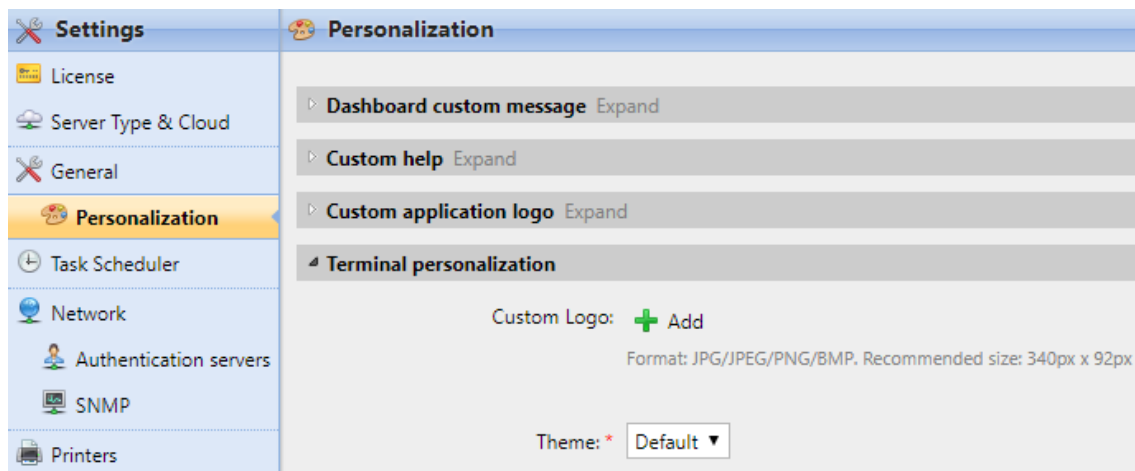 Settings
License
Server Type & Cloud
General
Personalization
Task Scheduler
Network
Authentication servers
SNMP
Printers
Personalization
Dashboard custom message Expand
Custom help Expand
Custom application logo Expand
Terminal personalization
Custom Logo: Add
Format: JPG/JPEG/PNG/BMP. Recommended size: 340px x 92px
Theme: * Default